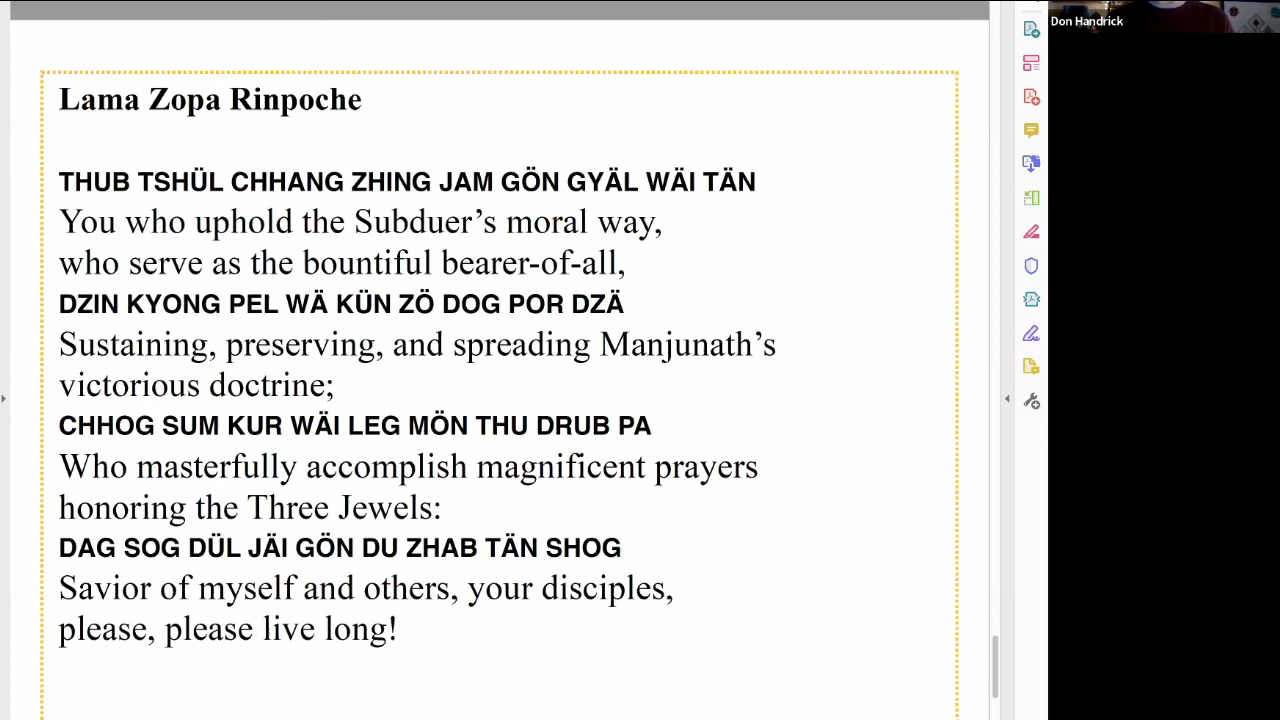 Don Handrick
Lama Zopa Rinpoche
THUB TSHÜL CHHANG ZHING JAM GÖN GYÄL WÄI TÄN
You who uphold the Subduer’s moral way,
who serve as the bountiful bearer-of-all,
DZIN KYONG PEL WÄ KÜN ZÖ DOG POR DZÄ
Sustaining, preserving, and spreading Manjunath’s
victorious doctrine;
CHHOG SUM KUR WÄI LEG MÖN THU DRUB PA
Who masterfully accomplish magnificent prayers
honoring the Three Jewels:
DAG SOG DÜL JÄI GÖN DU ZHAB TÄN SHOG
Savior of myself and others, your disciples,
please, please live long!